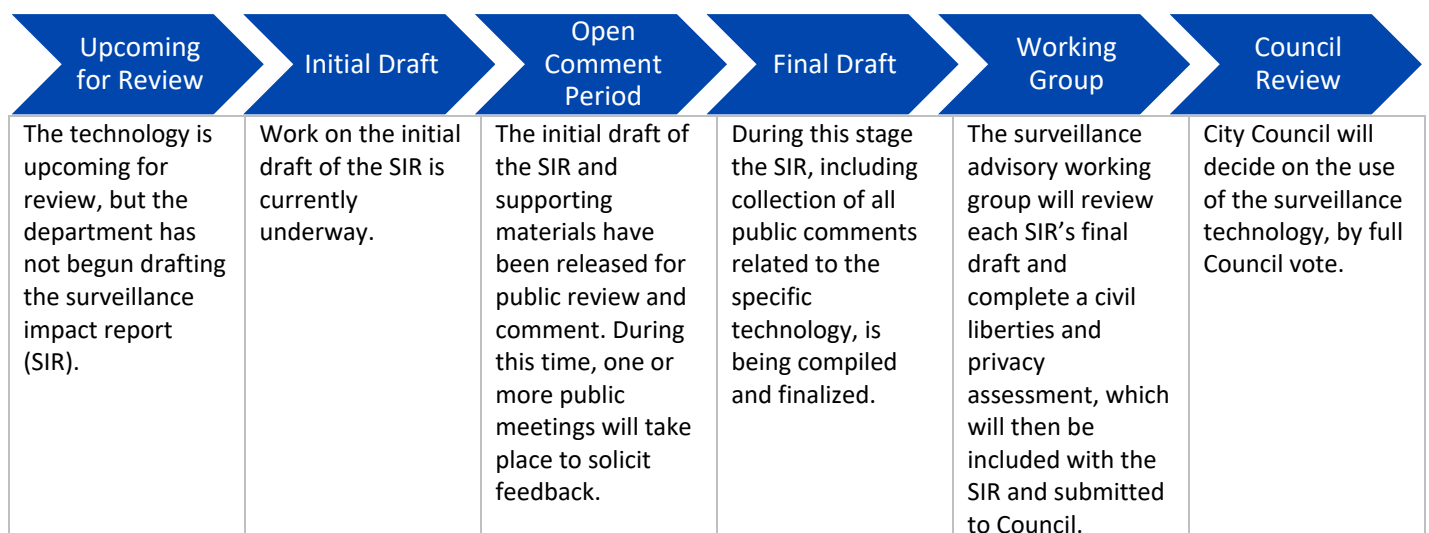 Upcoming
for Review
Initial Draft
Open
Comment
Period
Final Draft
Working
Group
Council
Review
The technology is
upcoming for
review, but the
department has
not begun drafting
the surveillance
impact report
(SIR).
Work on the initial
draft of the SIR is
currently
underway.
The initial draft of
the SIR and
supporting
materials have
been released for
public review and
comment. During
this time, one or
more public
meetings will take
place to solicit
feedback.
During this stage
the SIR, including
collection of all
public comments
related to the
specific
technology, is
being compiled
and finalized.
The surveillance
advisory working
group will review
each SIR’s final
draft and
complete a civil
liberties and
privacy
assessment, which
will then be
included with the
SIR and submitted
to Council.
City Council will
decide on the use
of the surveillance
technology, by full
Council vote.